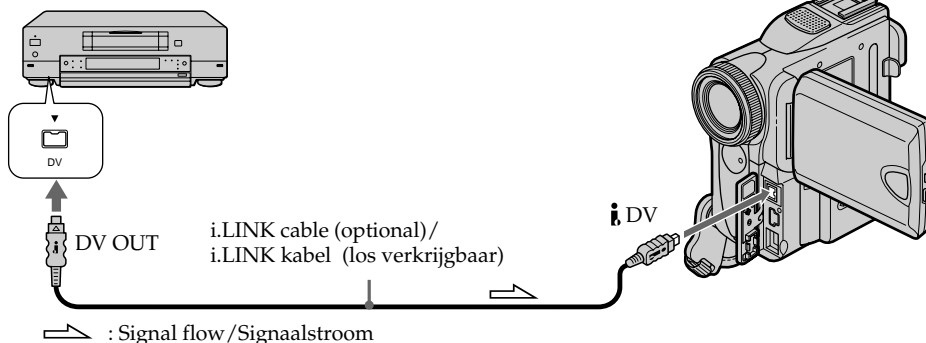 DV
DV OUT
i.LINK cable (optional)/
i.LINK kabel (los verkrijgbaar)
i DV
: Signal flow/Signaalstroom